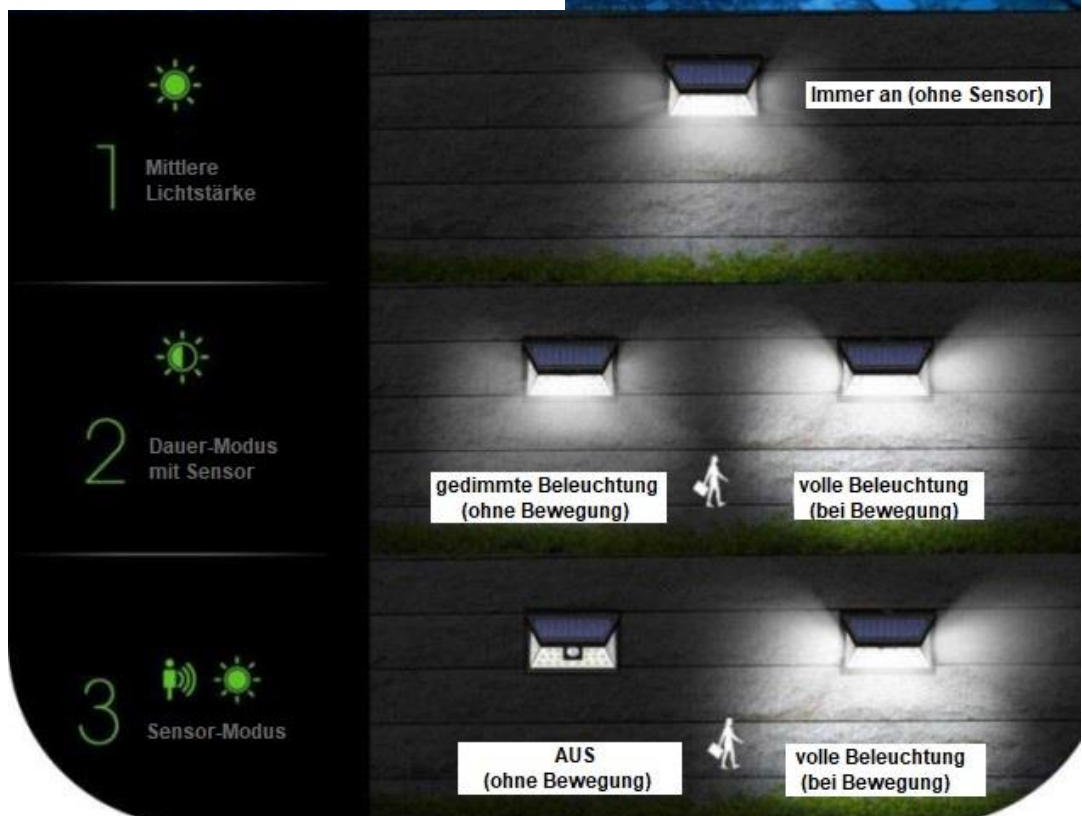 1
Mittlere
Lichtstärke
Immer an (ohne Sensor)
2
Dauer-Modus
mit Sensor
gedimmte Beleuchtung
(ohne Bewegung)
volle Beleuchtung
(bei Bewegung)
3
Sensor-Modus
AUS
(ohne Bewegung)
volle Beleuchtung
(bei Bewegung)